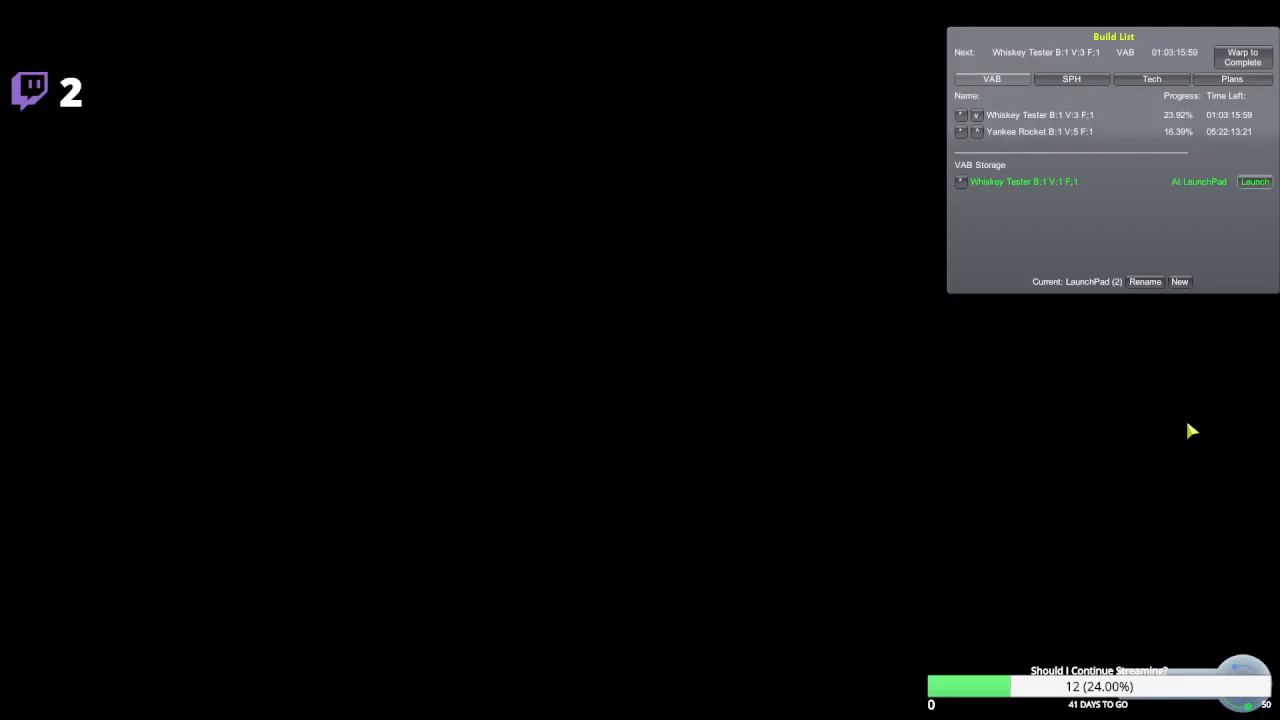 2
Build List
Next: Whiskey Tester B:1 V:3 F;1 VAB 01:03:15:59 Warp to Complete
VAB SPH Tech Plans
Name: Progress: Time Left:
* v Whiskey Tester B:1 V:3 F;1 23.92% 01:03:15:59
* ^ Yankee Rocket B:1 V:5 F:1 16.39% 05:22:13:21
VAB Storage
* Whiskey Tester B:1 V:1 F;1 At LaunchPad Launch
Current: LaunchPad (2) Rename New
Should I Continue Streaming?
12 (24.00%)
0 41 DAYS TO GO 50